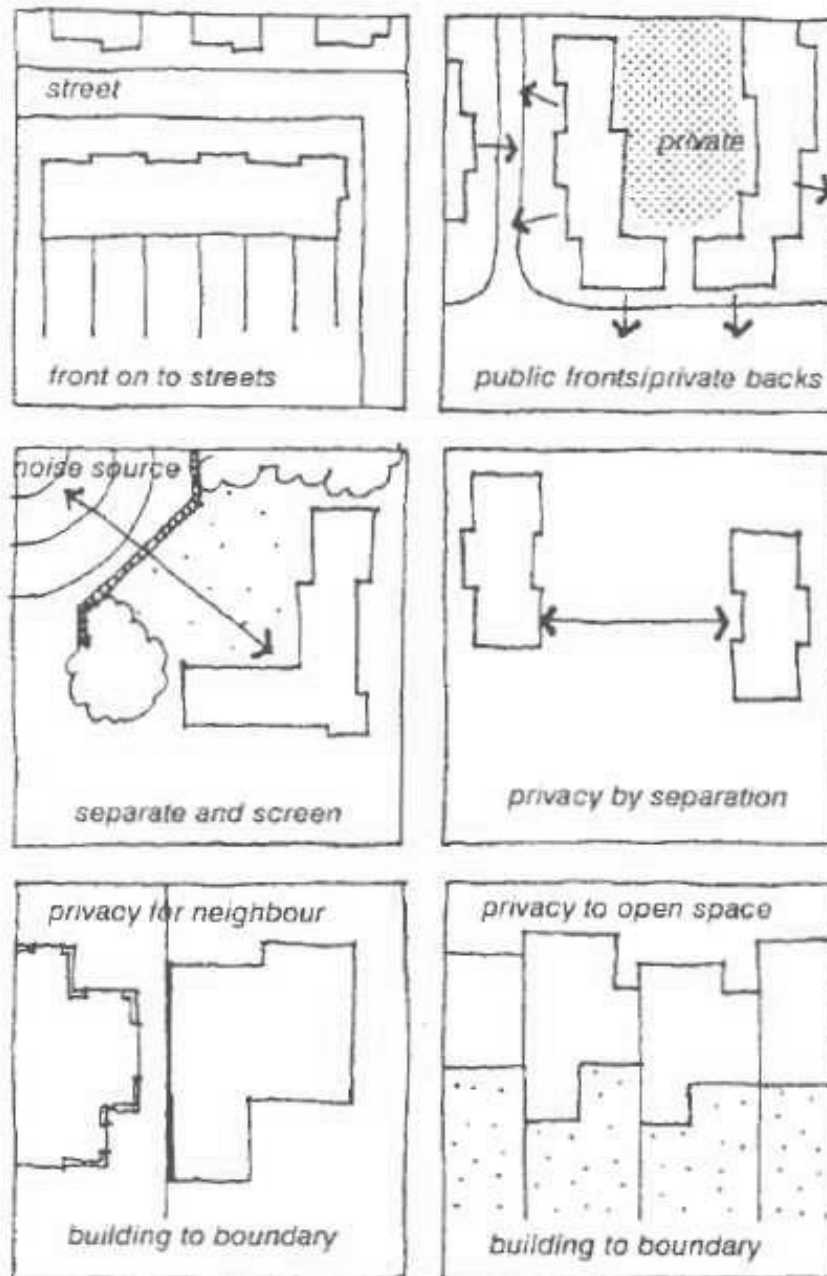 street
front on to streets
private
public fronts/private backs
noise source
separate and screen
privacy by separation
privacy for neighbour
building to boundary
privacy to open space
building to boundary